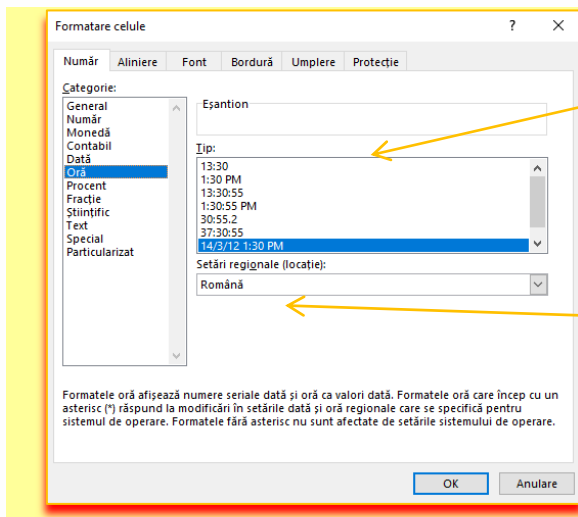 Formatare celule
Număr Aliniere Font Bordură Umplere Protecție
Categorie:
General
Număr
Monedă
Contabil
Dată
Oră
Procent
Fracție
Științific
Text
Special
Particularizat
Eșantion
Tip:
13:30
1:30 PM
13:30:55
1:30:55 PM
30:55.2
37:30:55
14/3/12 1:30 PM
Setări regionale (locație):
Română
Formatele oră afișează numere seriale dată și oră ca valori dată. Formatele oră care încep cu un
asterisc (*) răspund la modificări în setările dată și oră regionale care se specifică pentru
sistemul de operare. Formatele fără asterisc nu sunt afectate de setările sistemului de operare.
OK Anulare